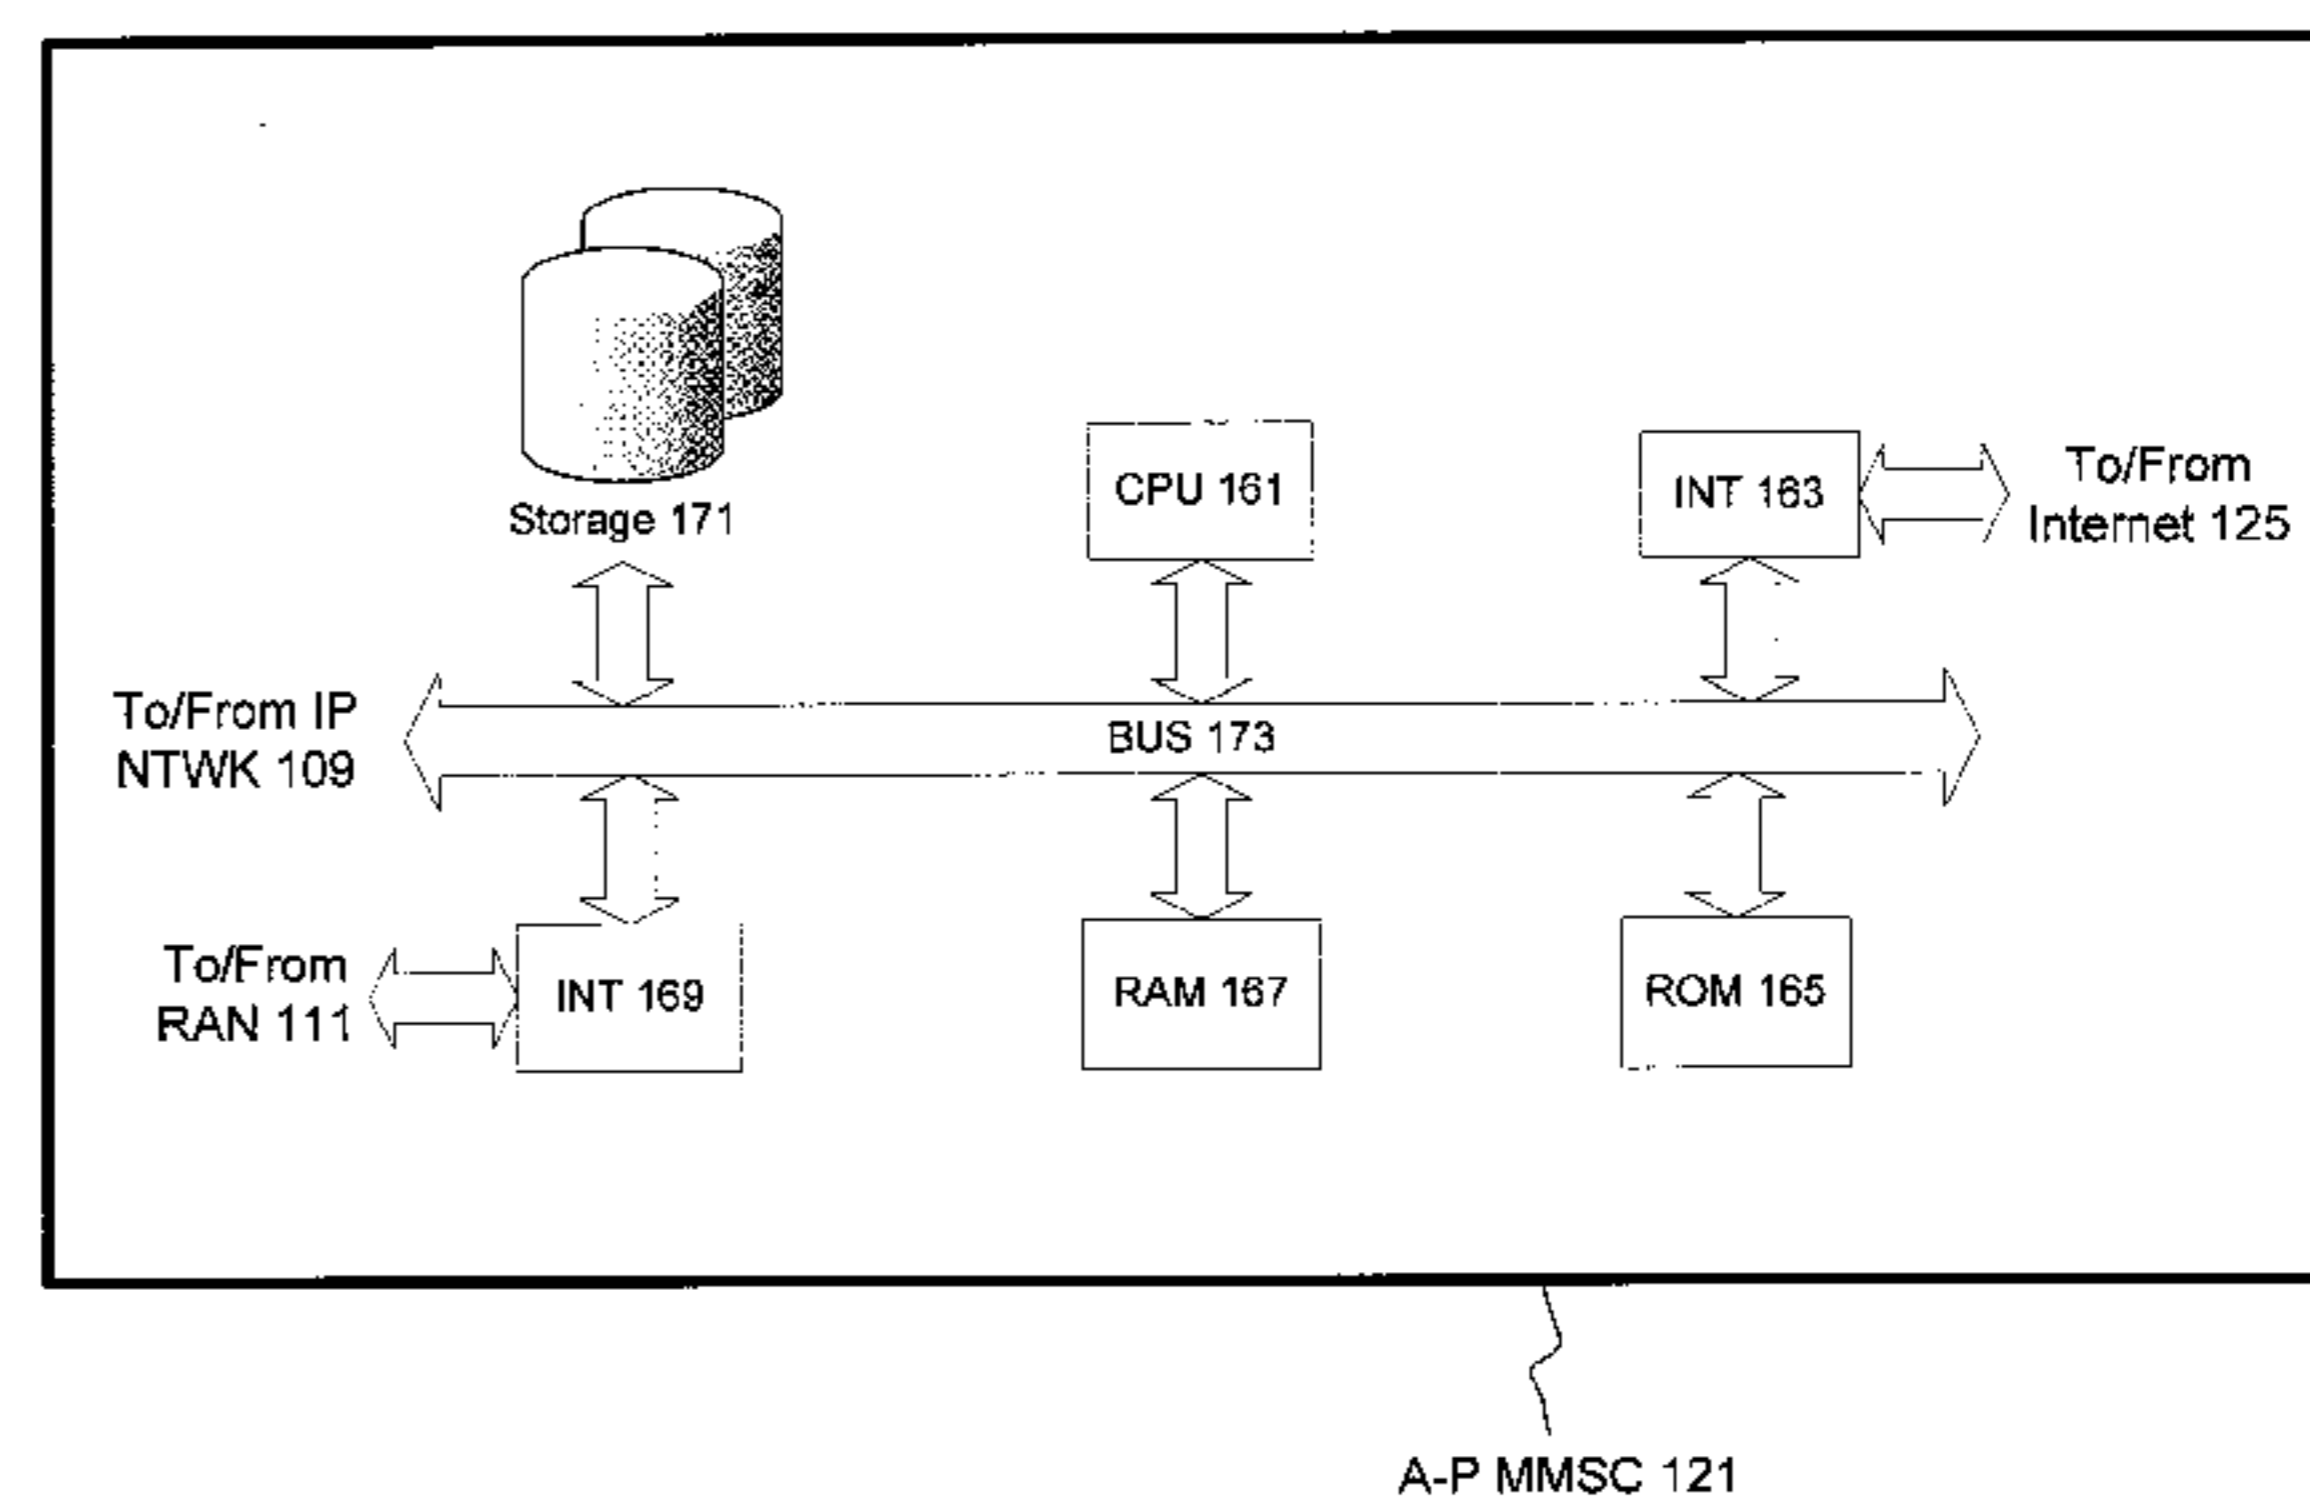 Storage 171
CPU 161
INT 163
To/From
Internet 125
To/From IP
NTWK 109
BUS 173
To/From
RAN 111
INT 169
RAM 167
ROM 165
A-P MMSC 121